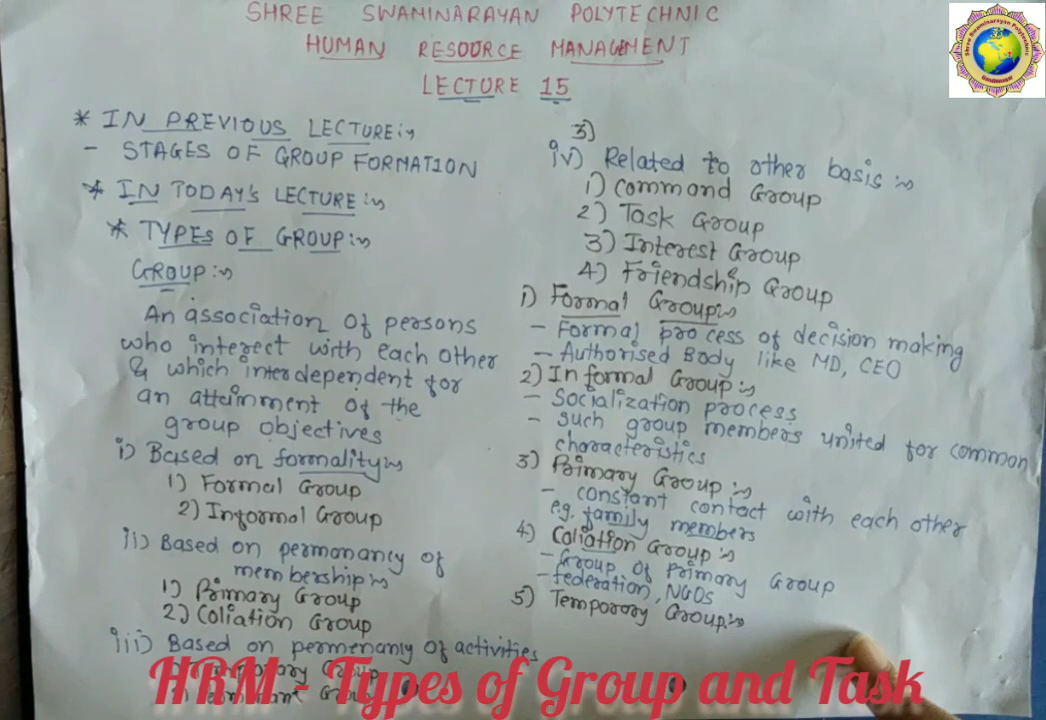 SHREE SWAMINARAYAN POLYTECHNIC
HUMAN RESOURCE MANAGEMENT
LECTURE 15
* IN PREVIOUS LECTURE:~
- STAGES OF GROUP FORMATION
* IN TODAY'S LECTURE:~
* TYPES OF GROUP:~
GROUP:~
An association of persons
who interect with each other
& which interdependent for
an attainment of the
group objectives
i) Based on formality:~
1) Formal Group
2) Informal Group
ii) Based on permonancy of
membership:~
1) Primary Group
2) Coliation Group
iii) Based on permenancy of activities
Group
3)
iv) Related to other basis:~
1) command Group
2) Task Group
3) Interest Group
4) Friendship Group
1) Formal Group:~
- Formal process of decision making
- Authorised Body like MD, CEO
2) Informal Group:~
- Socialization process
- such group members united for common
characteristics
3) Primary Group:~
- constant contact with each other
e.g. family members
4) Coliation Group:~
- Group of Primary Group
- federation, NGOs
5) Temporory Group:~
HRM - Types of Group and Task
Shree Swaminarayan Polytechnic